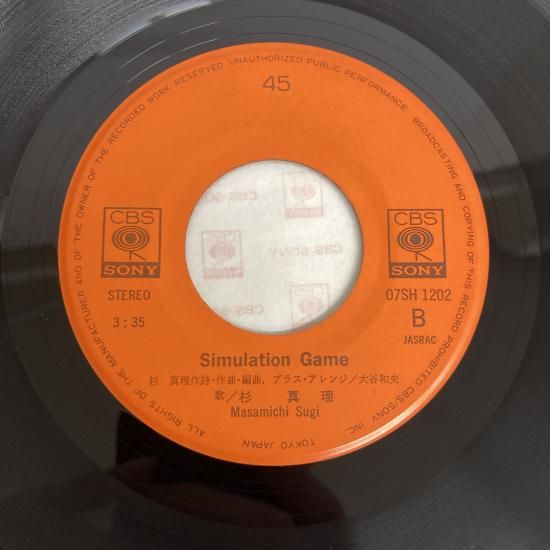 ALL RIGHTS OF THE MANUFACTURER AND OF THE OWNER OF THE RECORDED WORK RESERVED UNAUTHORIZED PUBLIC PERFORMANCE BROADCASTING AND COPYING OF THIS RECORD PROHIBITED CBS/SONY INC. TOKYO JAPAN
45
CBS
SONY
CBS
SONY
STEREO
07SH 1202
3:35
B
JASRAC
Simulation Game
杉 真理作詩・作曲・編曲, ブラス・アレンジ/大谷和夫
歌/杉 真 理
Masamichi Sugi
CBS/SONY